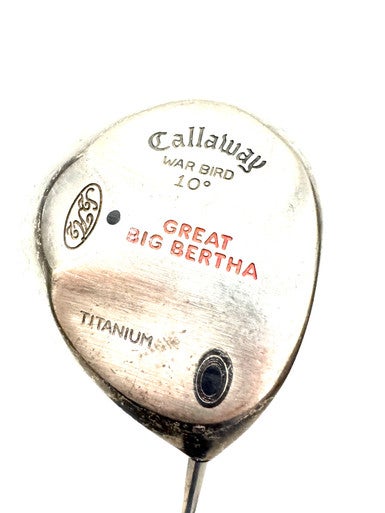 Callaway
WAR BIRD
10°
GREAT
BIG BERTHA
TITANIUM